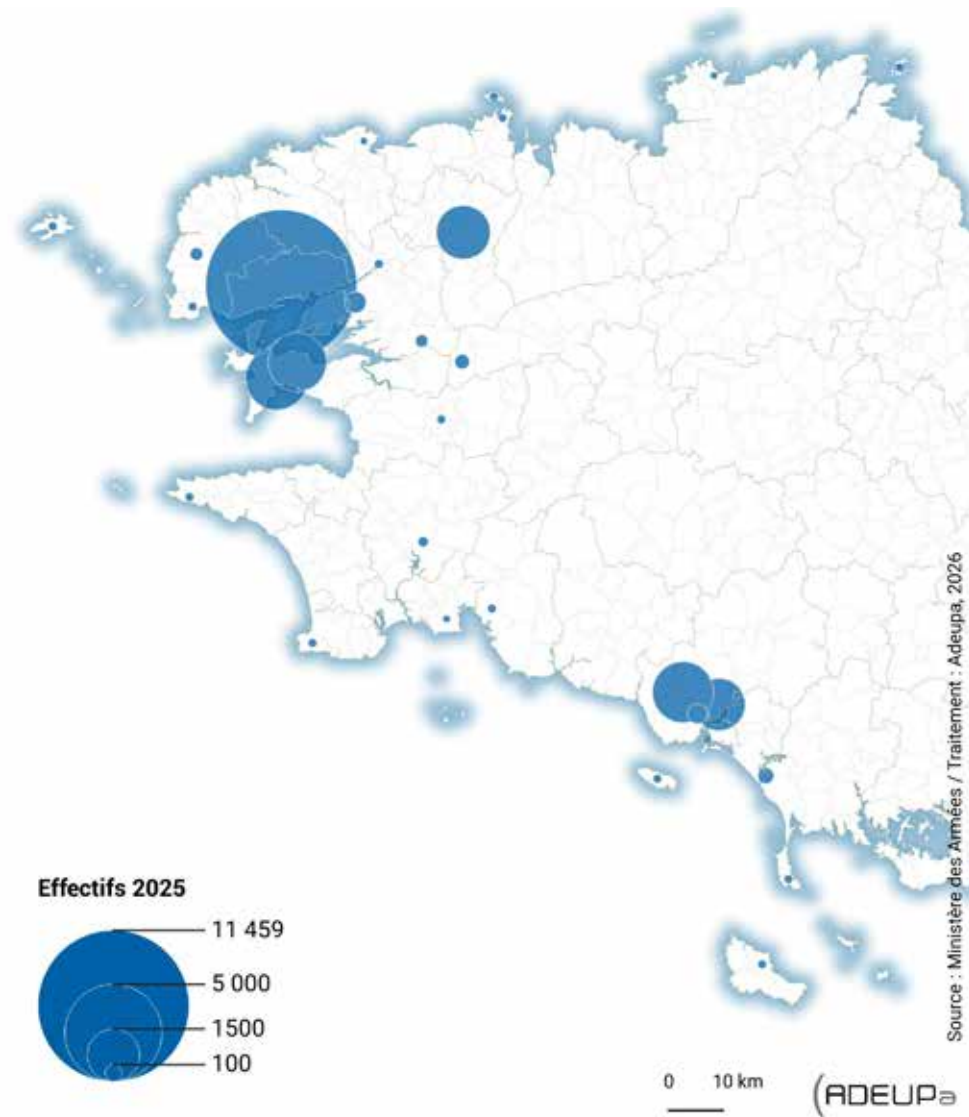 Effectifs 2025
11 459
5 000
1500
100
0 10 km
(ADEUPa
Source : Ministère des Armées / Traitement : Adeupa, 2026